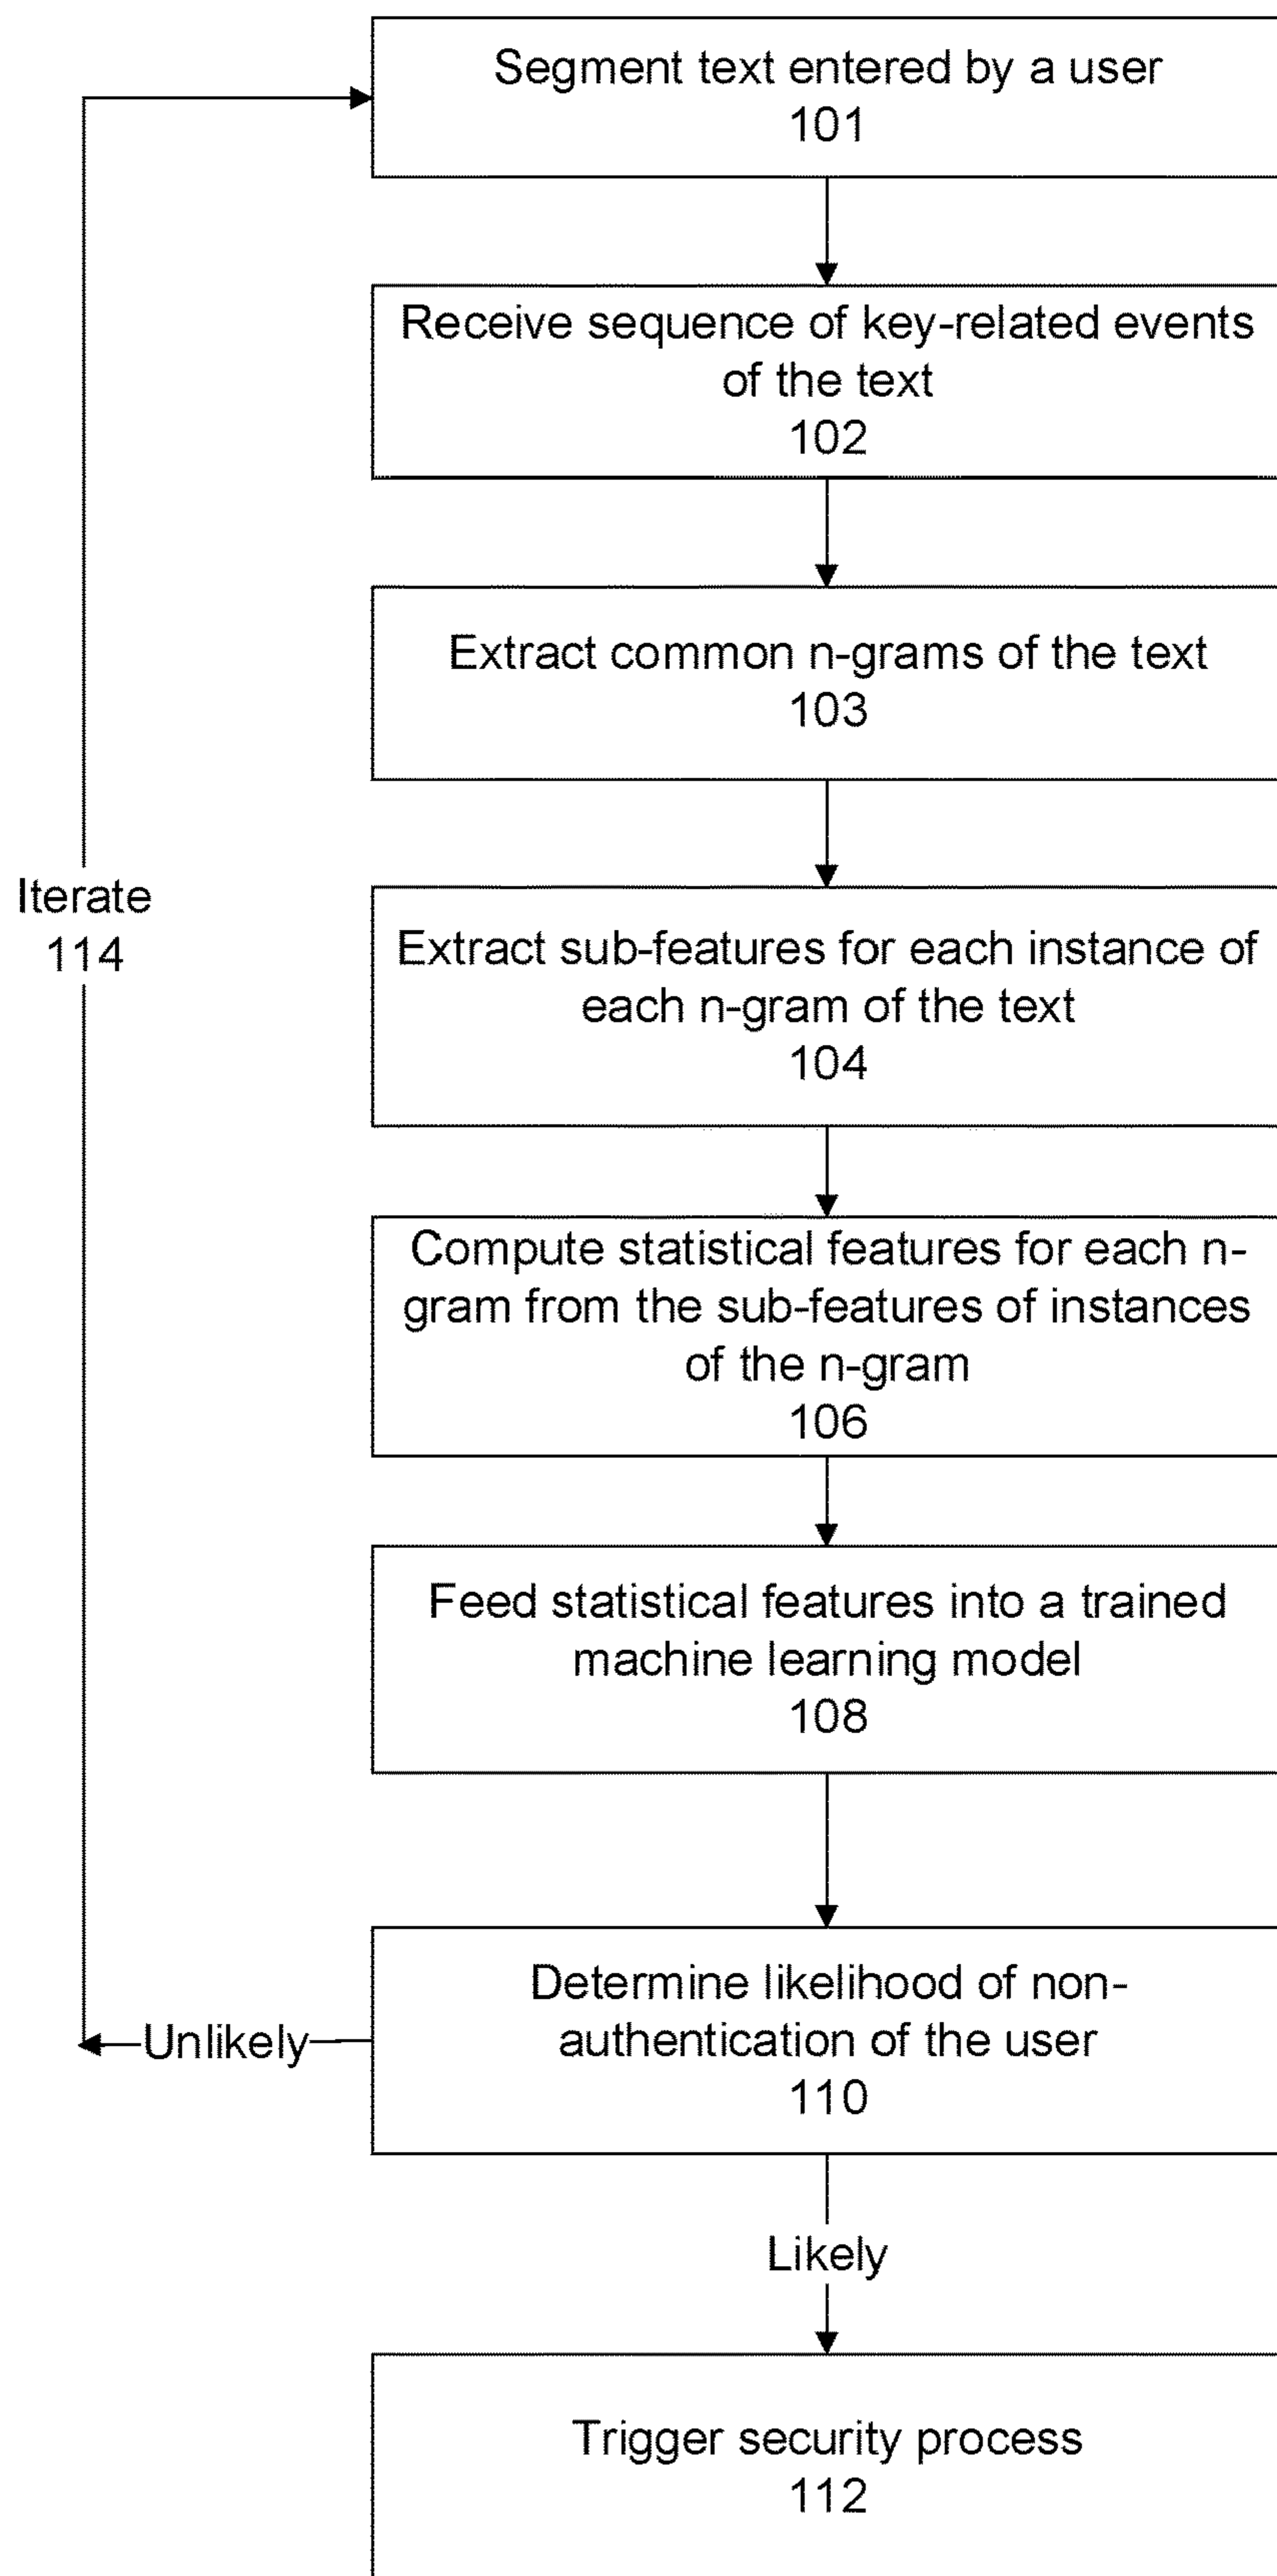 Segment text entered by a user
101
Receive sequence of key-related events
of the text
102
Extract common n-grams of the text
103
Iterate
114
Extract sub-features for each instance of
each n-gram of the text
104
Compute statistical features for each n-
gram from the sub-features of instances
of the n-gram
106
Feed statistical features into a trained
machine learning model
108
Determine likelihood of non-
authentication of the user
110
Unlikely
Likely
Trigger security process
112